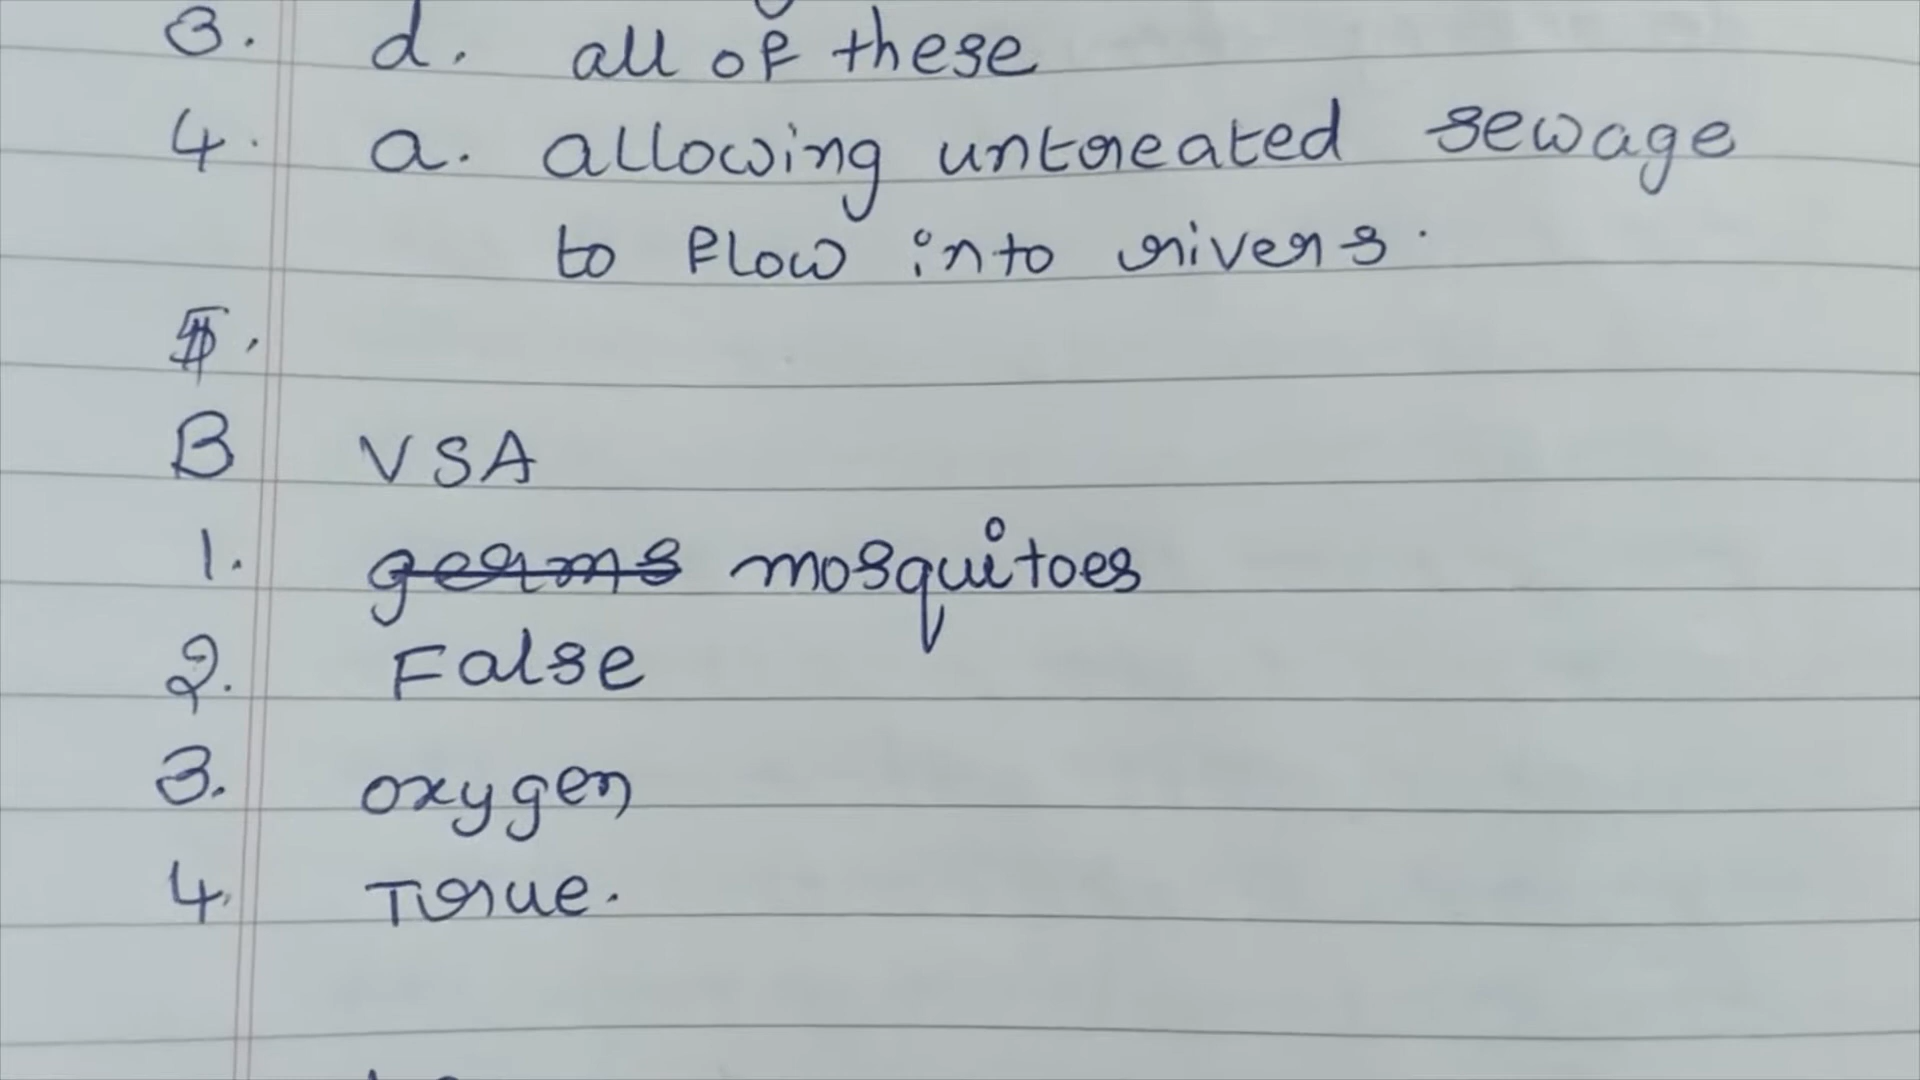 3. d. all of these
4. a. allowing untreated sewage
to flow into rivers.
B VSA
1. germs mosquitoes
2. False
3. oxygen
4. True.